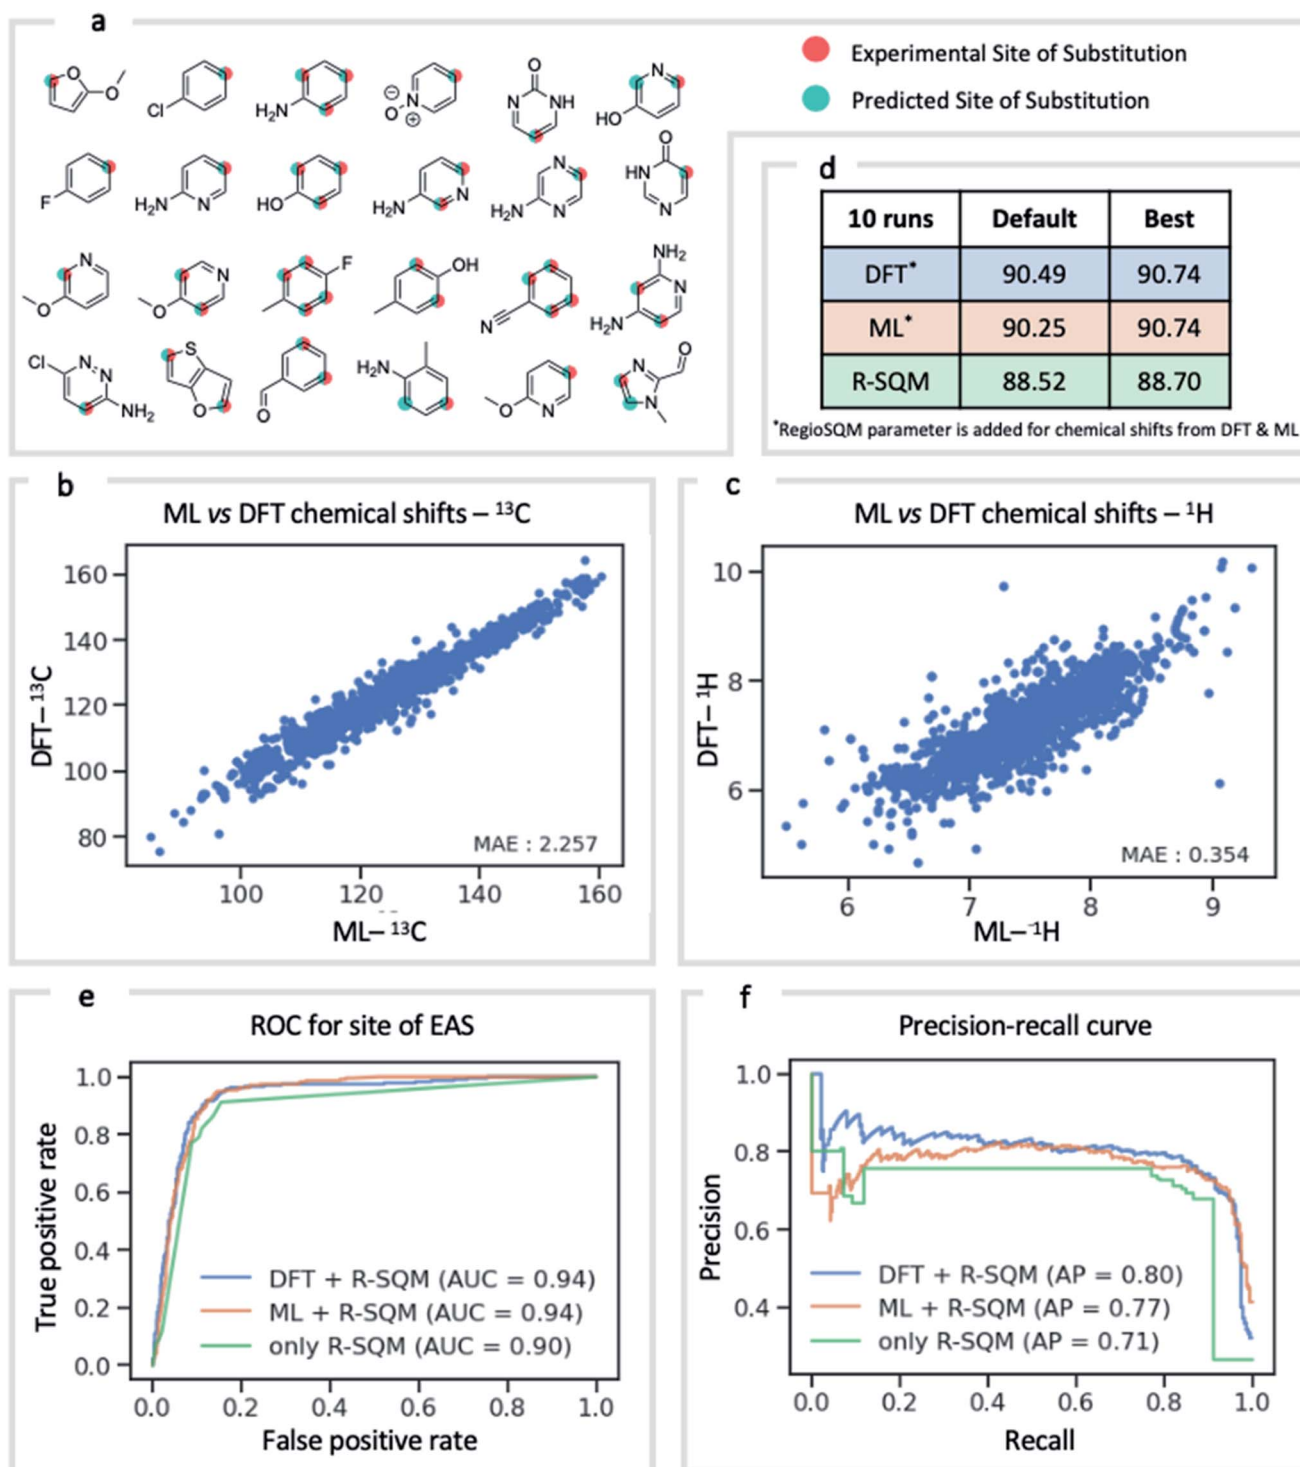 a
Experimental Site of Substitution
Predicted Site of Substitution
O
O
Cl
H2N
⊖
O
N
⊕
O
N
NH
N
HO
F
H2N
N
HO
H2N
N
N
H2N
N
O
HN
N
N
O
N
O
F
OH
N
NH2
N
H2N
Cl
N
N
NH2
S
O
O
H2N
O
N
N
O
N
d
10 runs Default Best
DFT* 90.49 90.74
ML* 90.25 90.74
R-SQM 88.52 88.70
*RegioSQM parameter is added for chemical shifts from DFT & ML
b
ML vs DFT chemical shifts – 13C
160
140
120
100
80
DFT– 13C
MAE : 2.257
100 120 140 160
ML– 13C
c
ML vs DFT chemical shifts – 1H
10
8
6
DFT– 1H
MAE : 0.354
6 7 8 9
ML– 1H
e
ROC for site of EAS
1.0
0.8
0.6
0.4
0.2
0.0
True positive rate
DFT + R-SQM (AUC = 0.94)
ML + R-SQM (AUC = 0.94)
only R-SQM (AUC = 0.90)
0.0 0.2 0.4 0.6 0.8 1.0
False positive rate
f
Precision-recall curve
1.0
0.8
0.6
0.4
Precision
DFT + R-SQM (AP = 0.80)
ML + R-SQM (AP = 0.77)
only R-SQM (AP = 0.71)
0.0 0.2 0.4 0.6 0.8 1.0
Recall